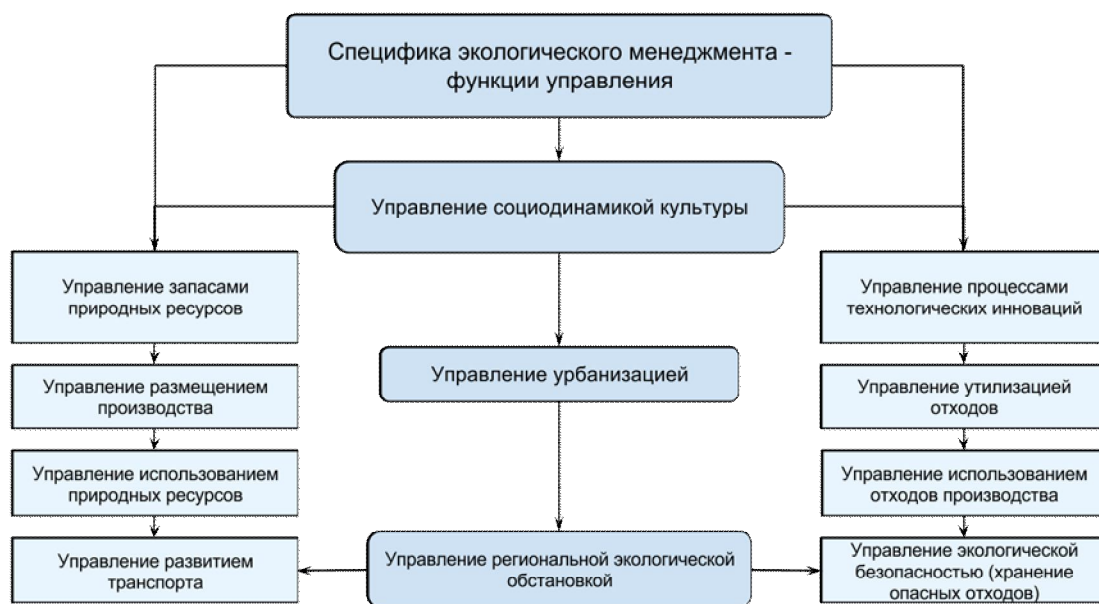 Специфика экологического менеджмента -
функции управления
Управление социодинамикой культуры
Управление запасами
природных ресурсов
Управление процессами
технологических инноваций
Управление урбанизацией
Управление размещением
производства
Управление утилизацией
отходов
Управление использованием
природных ресурсов
Управление использованием
отходов производства
Управление развитием
транспорта
Управление региональной экологической
обстановкой
Управление экологической
безопасностью (хранение
опасных отходов)